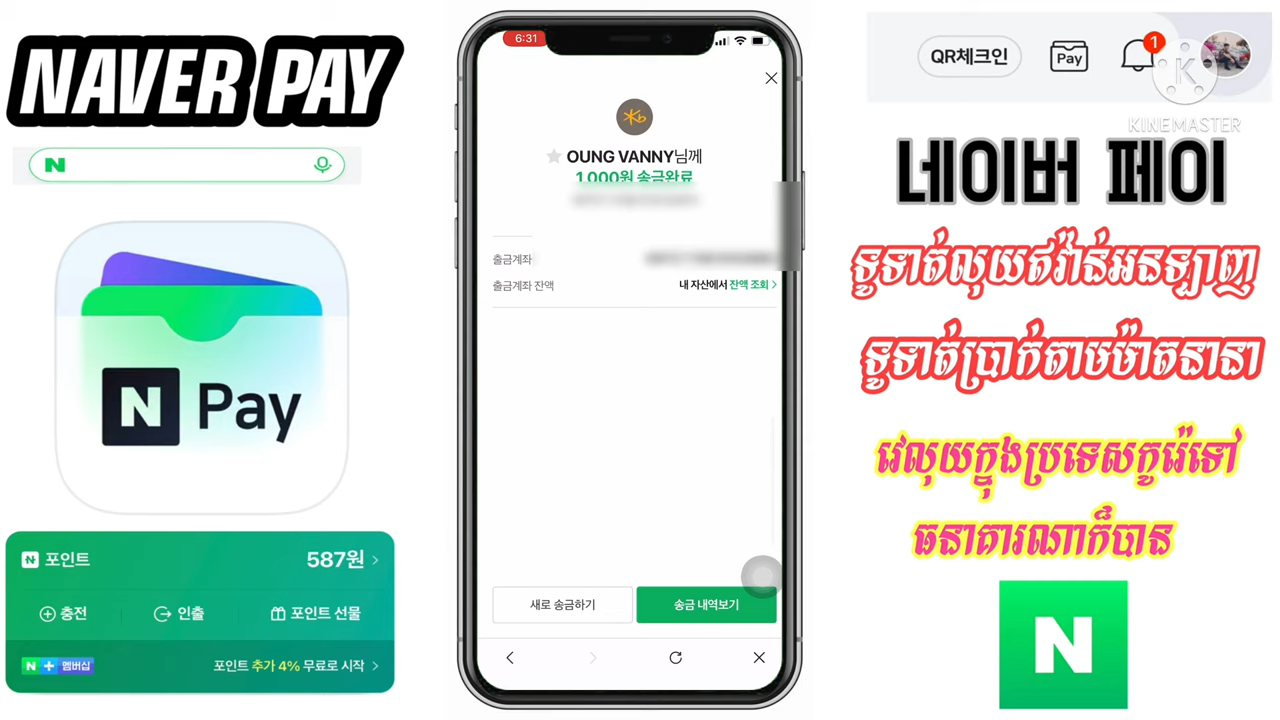 NAVER PAY
N
N Pay
N 포인트
587원
충전
인출
포인트 선물
N + 멤버십
포인트 추가 4% 무료로 시작
6:31
Kb
OUNG VANNY님께
1,000원 송금완료
출금계좌
출금계좌 잔액
내 자산에서 잔액 조회
새로 송금하기
송금 내역보기
QR체크인
Pay
1
K
KINEMASTER
네이버 페이
ទូទាត់លុយឥវ៉ាន់អនឡាញ
ទូទាត់ប្រាក់តាមម៉ាតនានា
វេលុយក្នុងប្រទេសកូរ៉េទៅ
ធនាគារណាក៏បាន
N